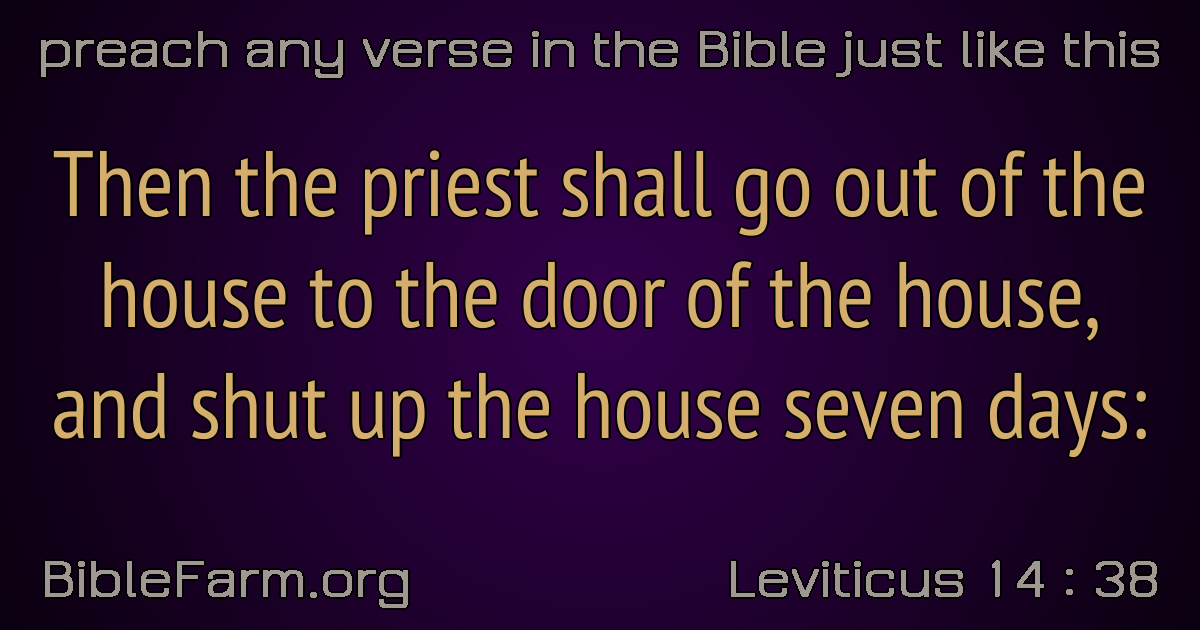 preach any verse in the Bible just like this
Then the priest shall go out of the
house to the door of the house,
and shut up the house seven days:
BibleFarm.org
Leviticus 14 : 38